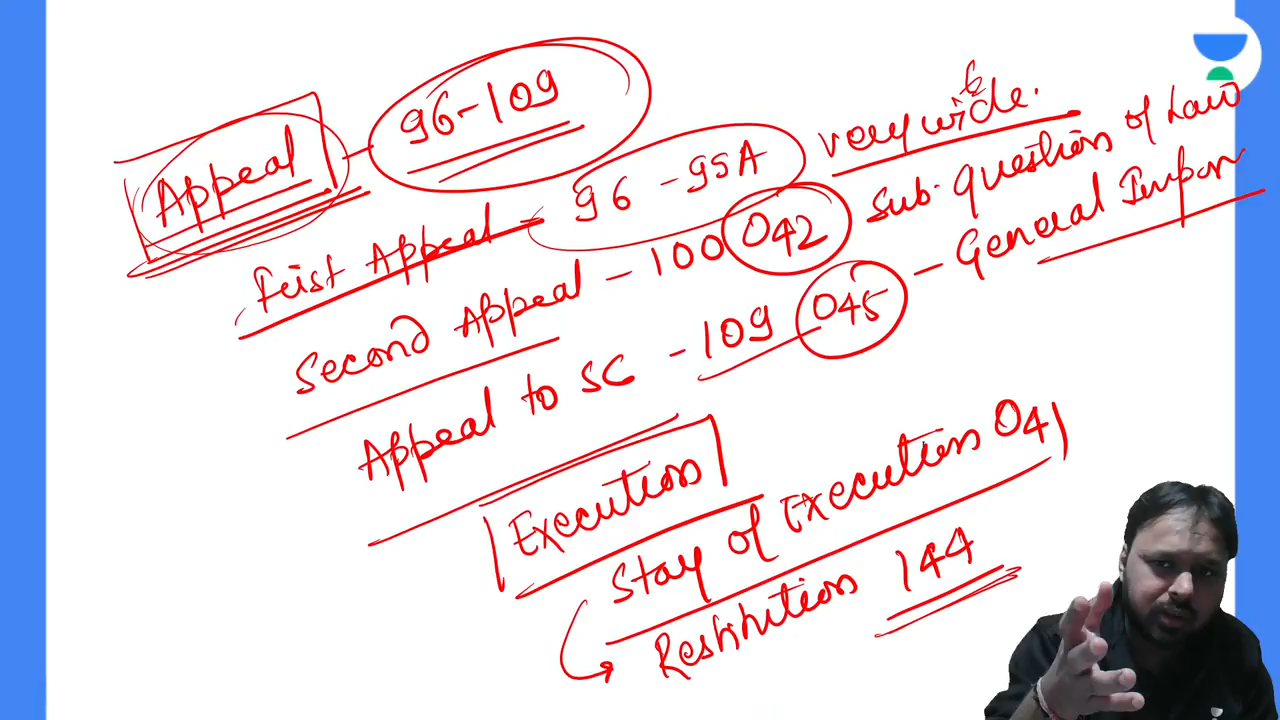 Appeal - 96-109
First Appeal - 96 - 99A very wide.
Second Appeal - 100 O42 Sub. question of Law
Appeal to SC - 109 O45 - General Impor
Execution
Stay of Execution O41
Restitution 144